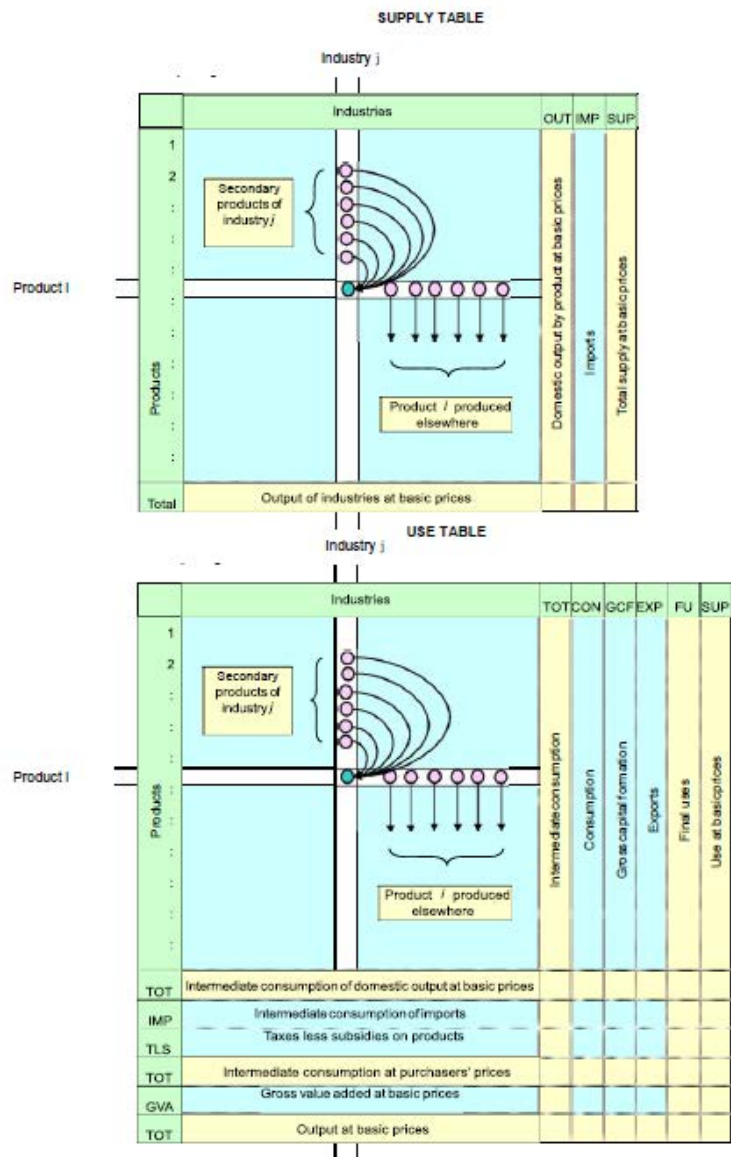 SUPPLY TABLE
Industry j
Industries
OUT IMP SUP
1
2
:
:
:
:
:
:
:
:
:
:
Secondary
products of
industry j
Product I
Products
Product / produced
elsewhere
Domestic output by product at basic prices
Imports
Total supply at basic prices
Total
Output of industries at basic prices
USE TABLE
Industry j
Industries
TOT CON GCF EXP FU SUP
1
2
:
:
:
:
:
:
:
:
Secondary
products of
industry j
Product I
Products
Product / produced
elsewhere
Intermediate consumption
Consumption
Gross capital formation
Exports
Final uses
Use at basic prices
TOT Intermediate consumption of domestic output at basic prices
IMP Intermediate consumption of imports
TLS Taxes less subsidies on products
TOT Intermediate consumption at purchasers' prices
GVA Gross value added at basic prices
TOT Output at basic prices